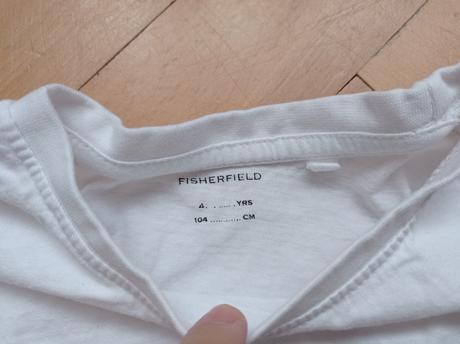 FISHERFIELD
4. ....... .YRS
104 ............ CM